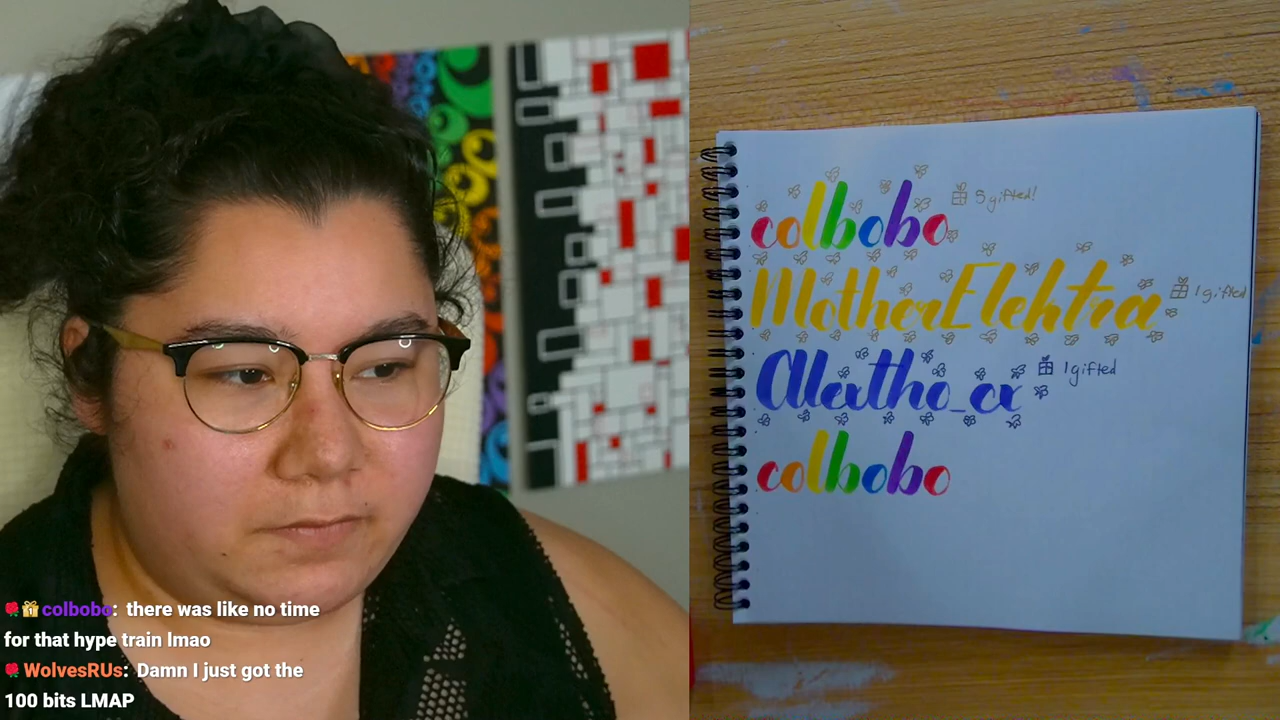 colbobo: there was like no time
for that hype train lmao
WolvesRUs: Damn I just got the
100 bits LMAP
colbobo 5 gifted!
MotherElektra 1 gifted
Alextho_cx 1 gifted
colbobo